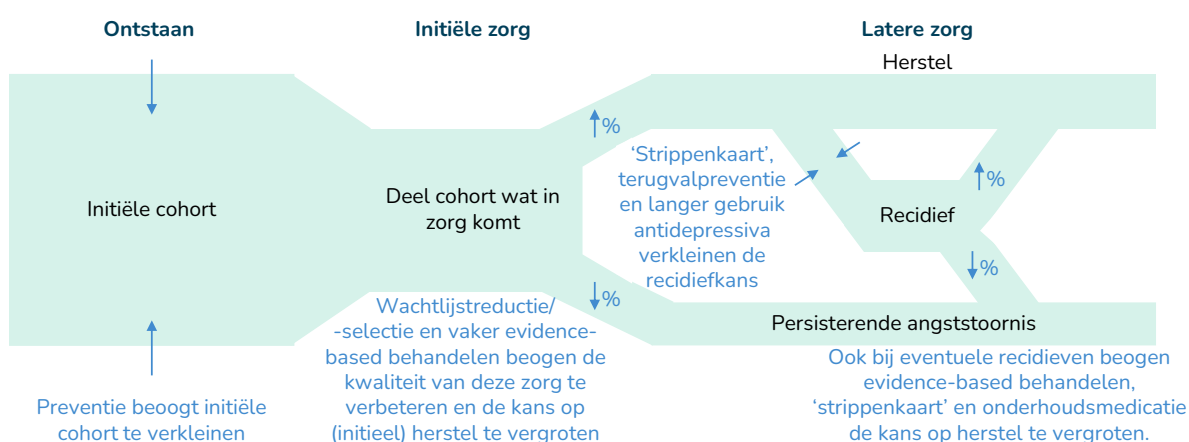 Ontstaan
Initiële zorg
Latere zorg
Herstel
%
‘Strippenkaart’,
terugvalpreventie
en langer gebruik
antidepressiva
verkleinen de
recidiefkans
%
Initiële cohort
Deel cohort wat in
zorg komt
Recidief
%
%
Persisterende angststoornis
Wachtlijstreductie/
-selectie en vaker evidence-
based behandelen beogen de
kwaliteit van deze zorg te
verbeteren en de kans op
(initieel) herstel te vergroten
Ook bij eventuele recidieven beogen
evidence-based behandelen,
‘strippenkaart’ en onderhoudsmedicatie
de kans op herstel te vergroten.
Preventie beoogt initiële
cohort te verkleinen